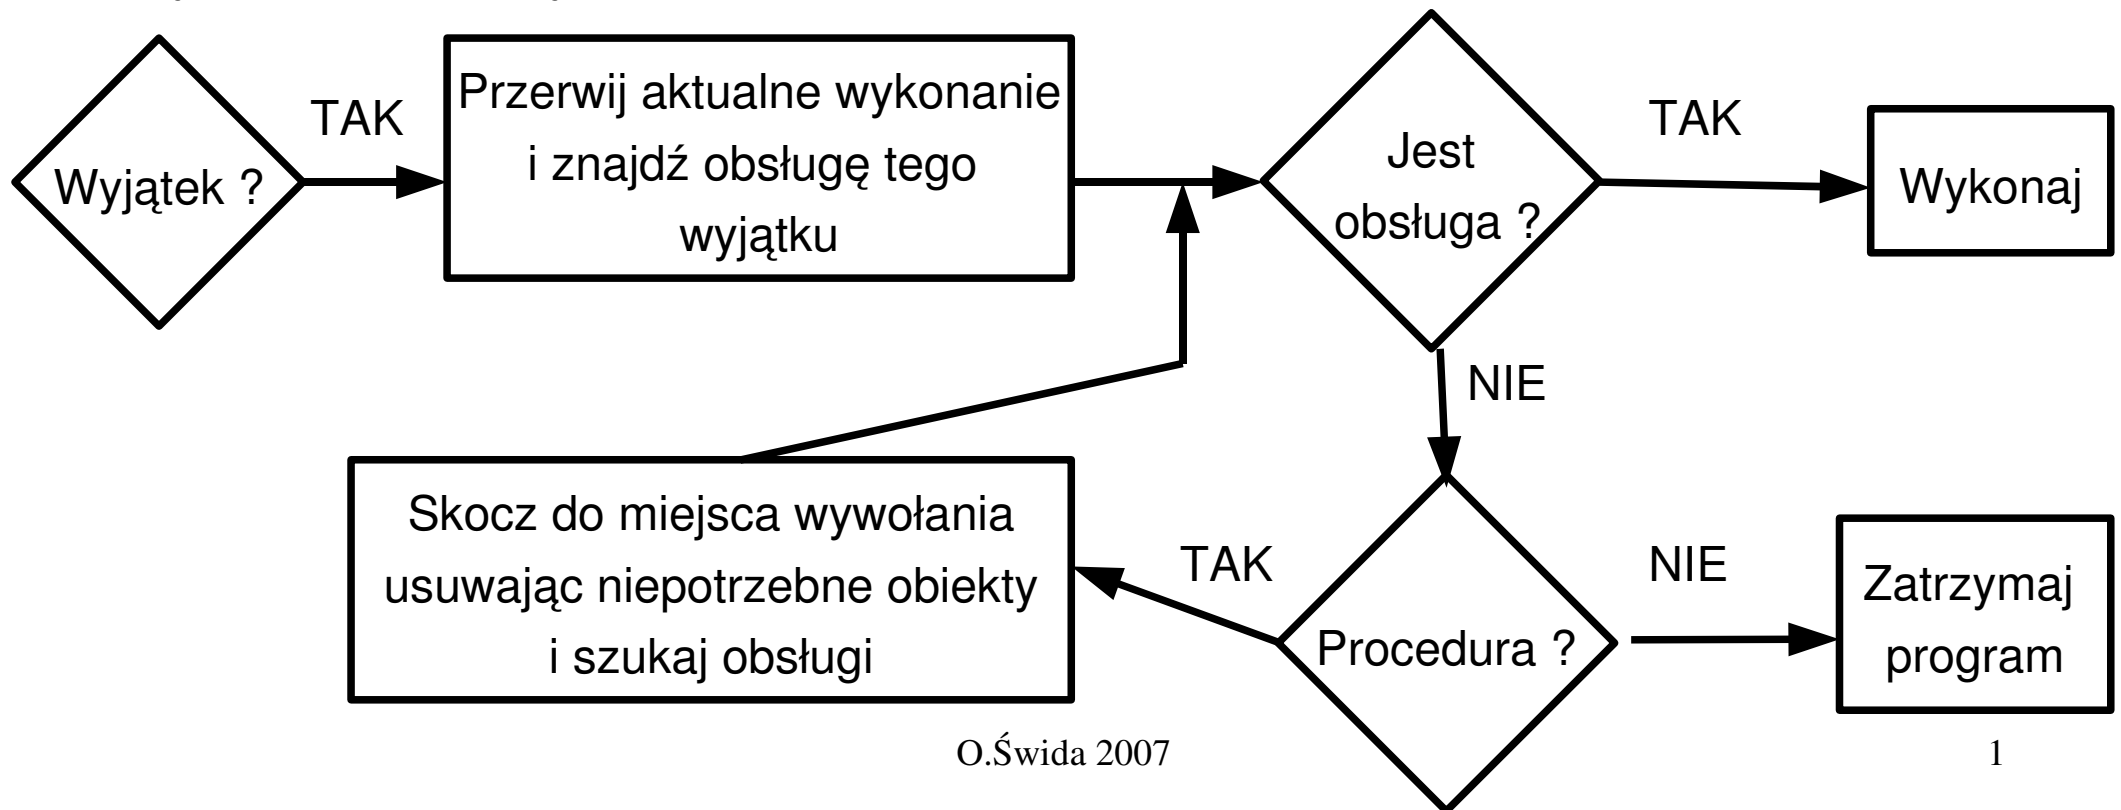 Wyjątek ?
TAK
Przerwij aktualne wykonanie
i znajdź obsługę tego
wyjątku
Jest
obsługa ?
TAK
Wykonaj
NIE
Procedura ?
TAK
Skocz do miejsca wywołania
usuwając niepotrzebne obiekty
i szukaj obsługi
NIE
Zatrzymaj
program
O.Świda 2007
1